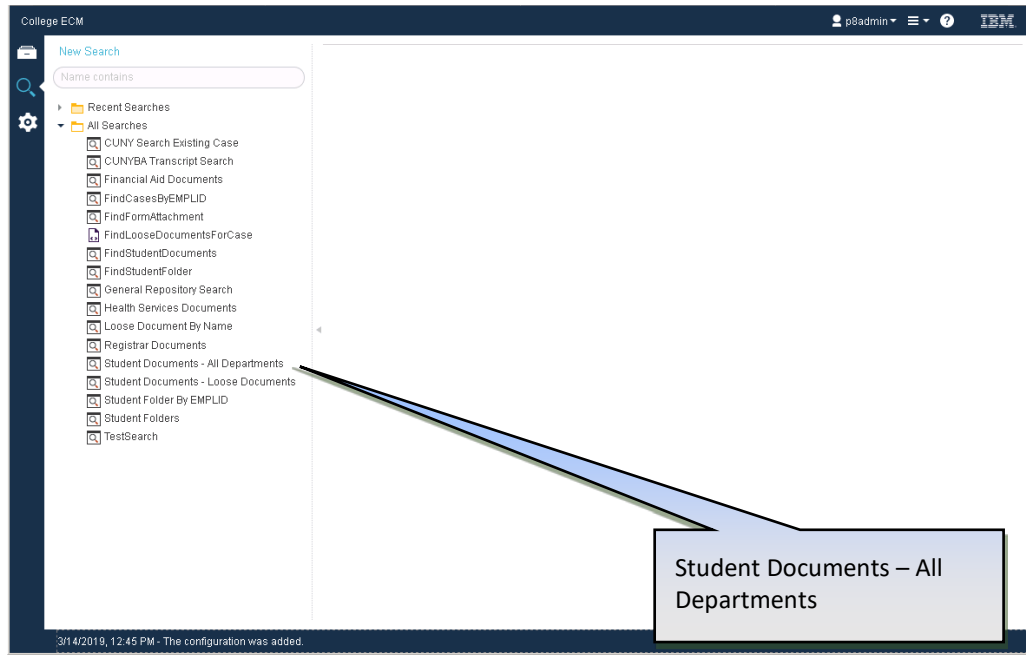 College ECM
p8admin
?
IBM
New Search
Name contains
Recent Searches
All Searches
CUNY Search Existing Case
CUNYBA Transcript Search
Financial Aid Documents
FindCasesByEMPLID
FindFormAttachment
FindLooseDocumentsForCase
FindStudentDocuments
FindStudentFolder
General Repository Search
Health Services Documents
Loose Document By Name
Registrar Documents
Student Documents - All Departments
Student Documents - Loose Documents
Student Folder By EMPLID
Student Folders
TestSearch
Student Documents – All
Departments
3/14/2019, 12:45 PM - The configuration was added.